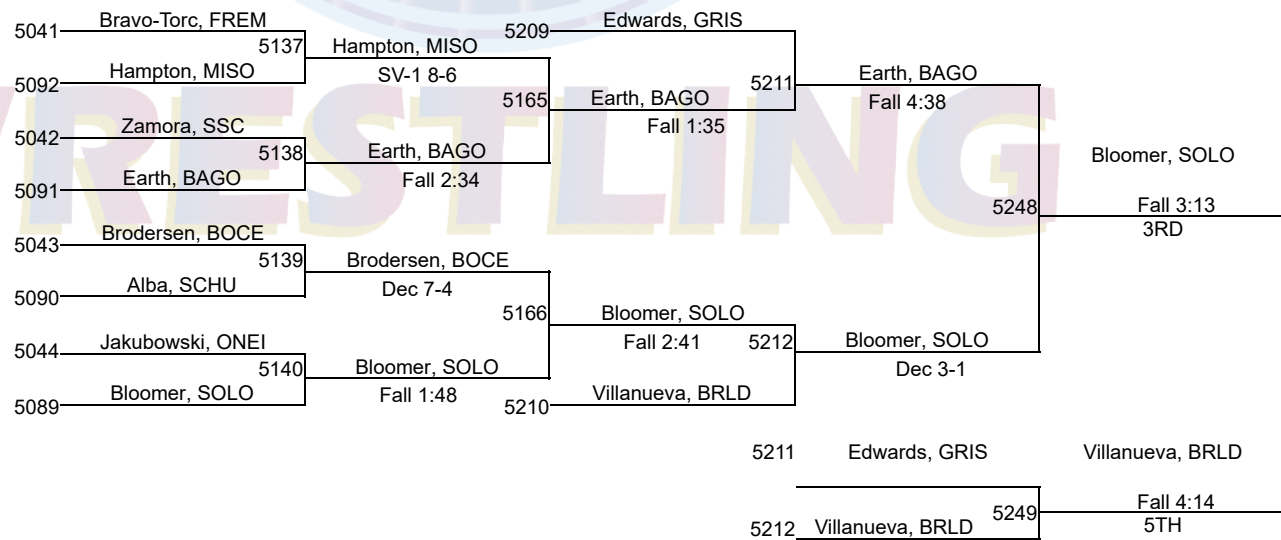 Bravo-Torc, FREM
5041
5137
Hampton, MISO
5092
Hampton, MISO
SV-1 8-6
5209
Edwards, GRIS
5165
Earth, BAGO
Fall 1:35
5211
Earth, BAGO
Fall 4:38
Zamora, SSC
5042
5138
Earth, BAGO
5091
Earth, BAGO
Fall 2:34
WRESTLING
Bloomer, SOLO
5248
Fall 3:13
3RD
Brodersen, BOCE
5043
5139
Alba, SCHU
5090
Brodersen, BOCE
Dec 7-4
5166
Bloomer, SOLO
Fall 2:41
5212
Bloomer, SOLO
Dec 3-1
Jakubowski, ONEI
5044
5140
Bloomer, SOLO
5089
Bloomer, SOLO
Fall 1:48
5210
Villanueva, BRLD
5211
Edwards, GRIS
Villanueva, BRLD
5249
Fall 4:14
5TH
5212
Villanueva, BRLD